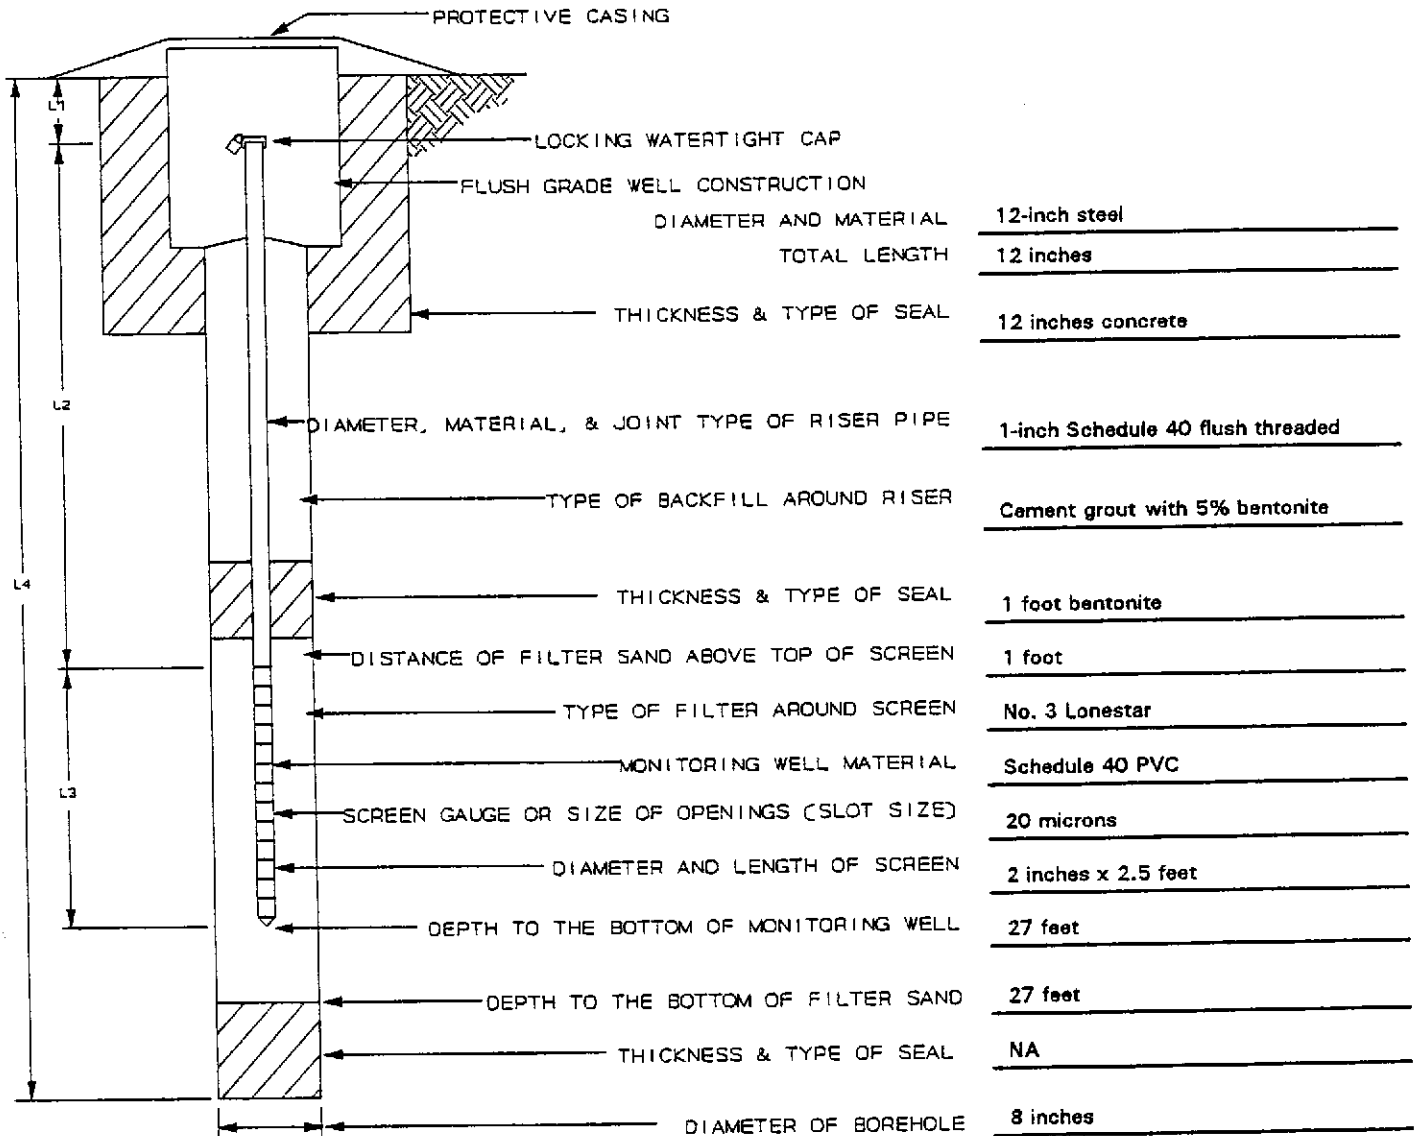 PROTECTIVE CASING
L1
LOCKING WATERTIGHT CAP
FLUSH GRADE WELL CONSTRUCTION
DIAMETER AND MATERIAL 12-inch steel
TOTAL LENGTH 12 inches
THICKNESS & TYPE OF SEAL 12 inches concrete
L2
DIAMETER, MATERIAL, & JOINT TYPE OF RISER PIPE 1-inch Schedule 40 flush threaded
TYPE OF BACKFILL AROUND RISER Cement grout with 5% bentonite
L4
THICKNESS & TYPE OF SEAL 1 foot bentonite
DISTANCE OF FILTER SAND ABOVE TOP OF SCREEN 1 foot
TYPE OF FILTER AROUND SCREEN No. 3 Lonestar
MONITORING WELL MATERIAL Schedule 40 PVC
L3
SCREEN GAUGE OR SIZE OF OPENINGS (SLOT SIZE) 20 microns
DIAMETER AND LENGTH OF SCREEN 2 inches x 2.5 feet
DEPTH TO THE BOTTOM OF MONITORING WELL 27 feet
DEPTH TO THE BOTTOM OF FILTER SAND 27 feet
THICKNESS & TYPE OF SEAL NA
DIAMETER OF BOREHOLE 8 inches